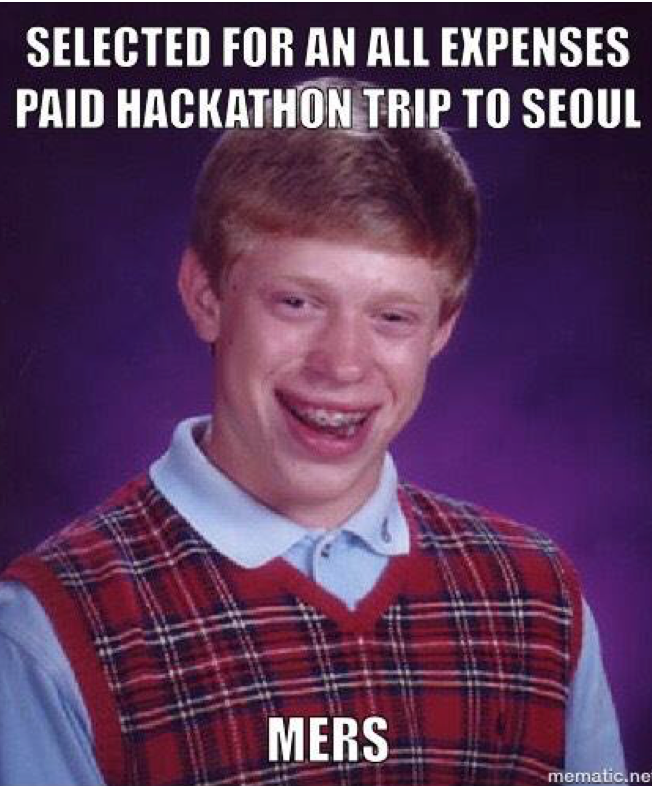 SELECTED FOR AN ALL EXPENSES
PAID HACKATHON TRIP TO SEOUL
MERS
mematic.ne